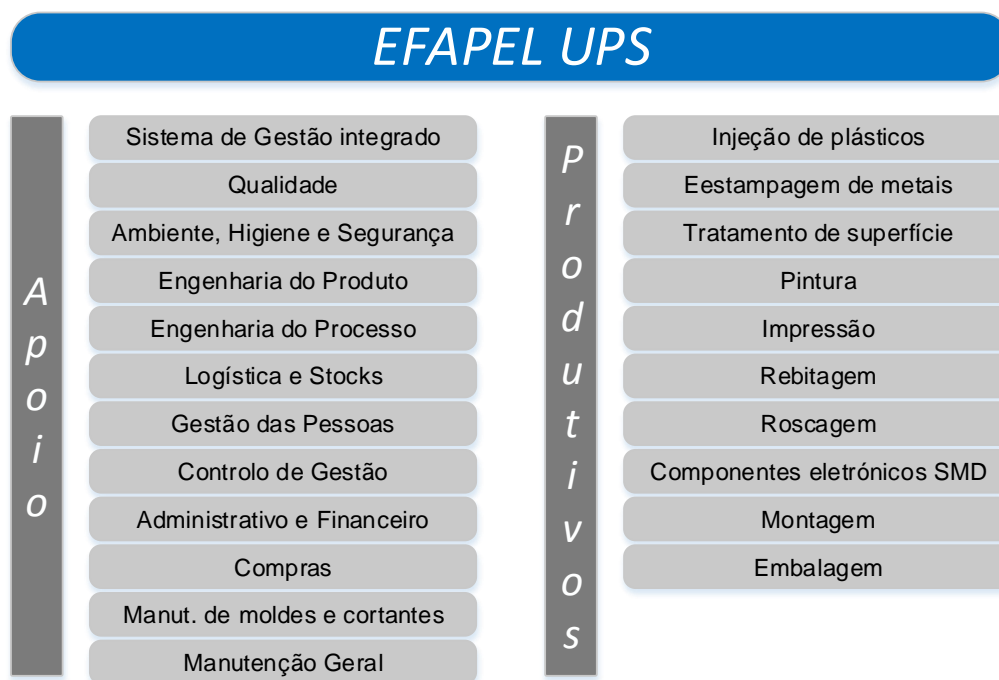 EFAPEL UPS
Apoio
Sistema de Gestão integrado
Qualidade
Ambiente, Higiene e Segurança
Engenharia do Produto
Engenharia do Processo
Logística e Stocks
Gestão das Pessoas
Controlo de Gestão
Administrativo e Financeiro
Compras
Manut. de moldes e cortantes
Manutenção Geral
Produtivos
Injeção de plásticos
Eestampagem de metais
Tratamento de superfície
Pintura
Impressão
Rebitagem
Roscagem
Componentes eletrónicos SMD
Montagem
Embalagem